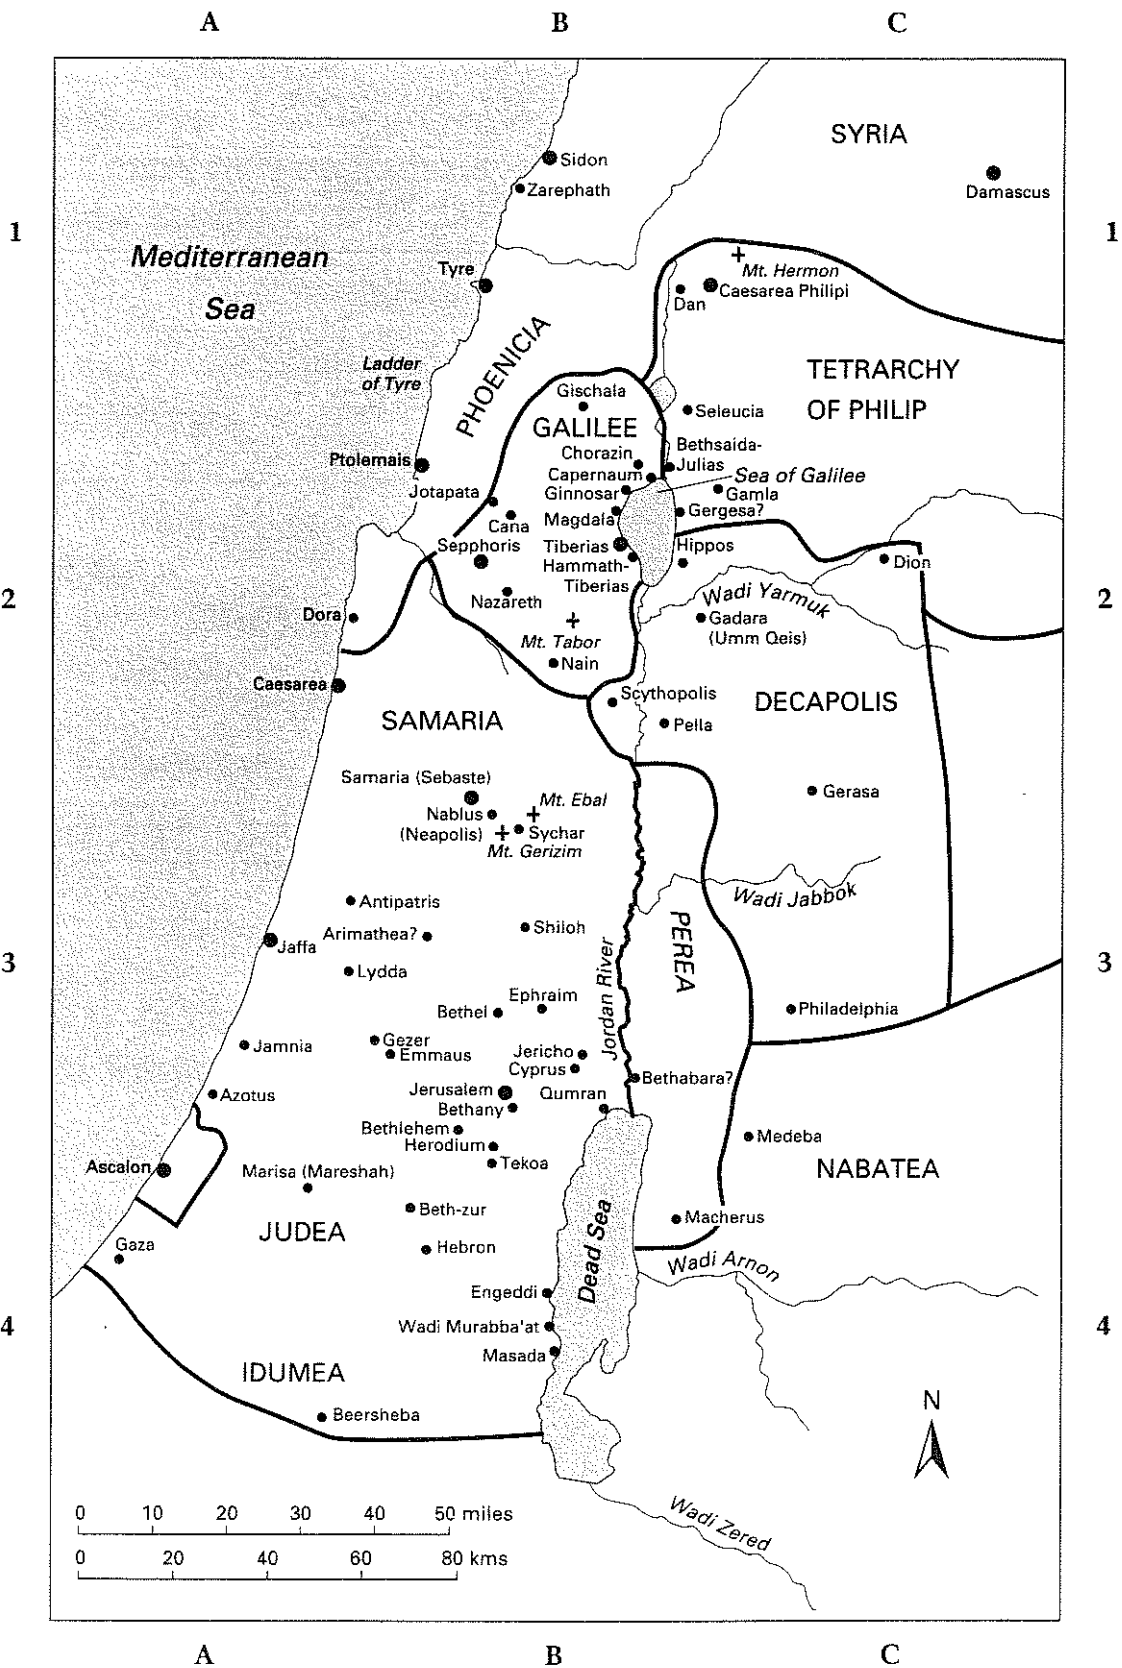 A
B
C
SYRIA
Sidon
Zarephath
Damascus
1
1
Mediterranean
Sea
Tyre
Mt. Hermon
Caesarea Philipi
Dan
PHOENICIA
Ladder
of Tyre
TETRARCHY
OF PHILIP
Gischala
GALILEE
Seleucia
Chorazin
Bethsaida-
Julias
Ptolemais
Capernaum
Sea of Galilee
Jotapata
Ginnosar
Gamla
Cana
Magdala
Gergesa?
Sepphoris
Tiberias
Hippos
Hammath-
Tiberias
Dion
2
2
Nazareth
Wadi Yarmuk
Dora
Gadara
(Umm Qeis)
Mt. Tabor
Nain
Caesarea
Scythopolis
SAMARIA
DECAPOLIS
Pella
Samaria (Sebaste)
Gerasa
Mt. Ebal
Nablus
(Neapolis)
Sychar
Mt. Gerizim
Wadi Jabbok
Antipatris
Arimathea?
Shiloh
PEREA
Jaffa
3
3
Lydda
Jordan River
Ephraim
Bethel
Philadelphia
Jamnia
Gezer
Emmaus
Jericho
Cyprus
Bethabara?
Azotus
Jerusalem
Qumran
Bethany
Bethlehem
Medeba
Herodium
Ascalon
Marisa (Mareshah)
Tekoa
NABATEA
Beth-zur
Macherus
JUDEA
Gaza
Hebron
Dead Sea
Wadi Arnon
Engeddi
4
4
Wadi Murabba'at
Masada
IDUMEA
N
Beersheba
0 10 20 30 40 50 miles
0 20 40 60 80 kms
Wadi Zered
A
B
C